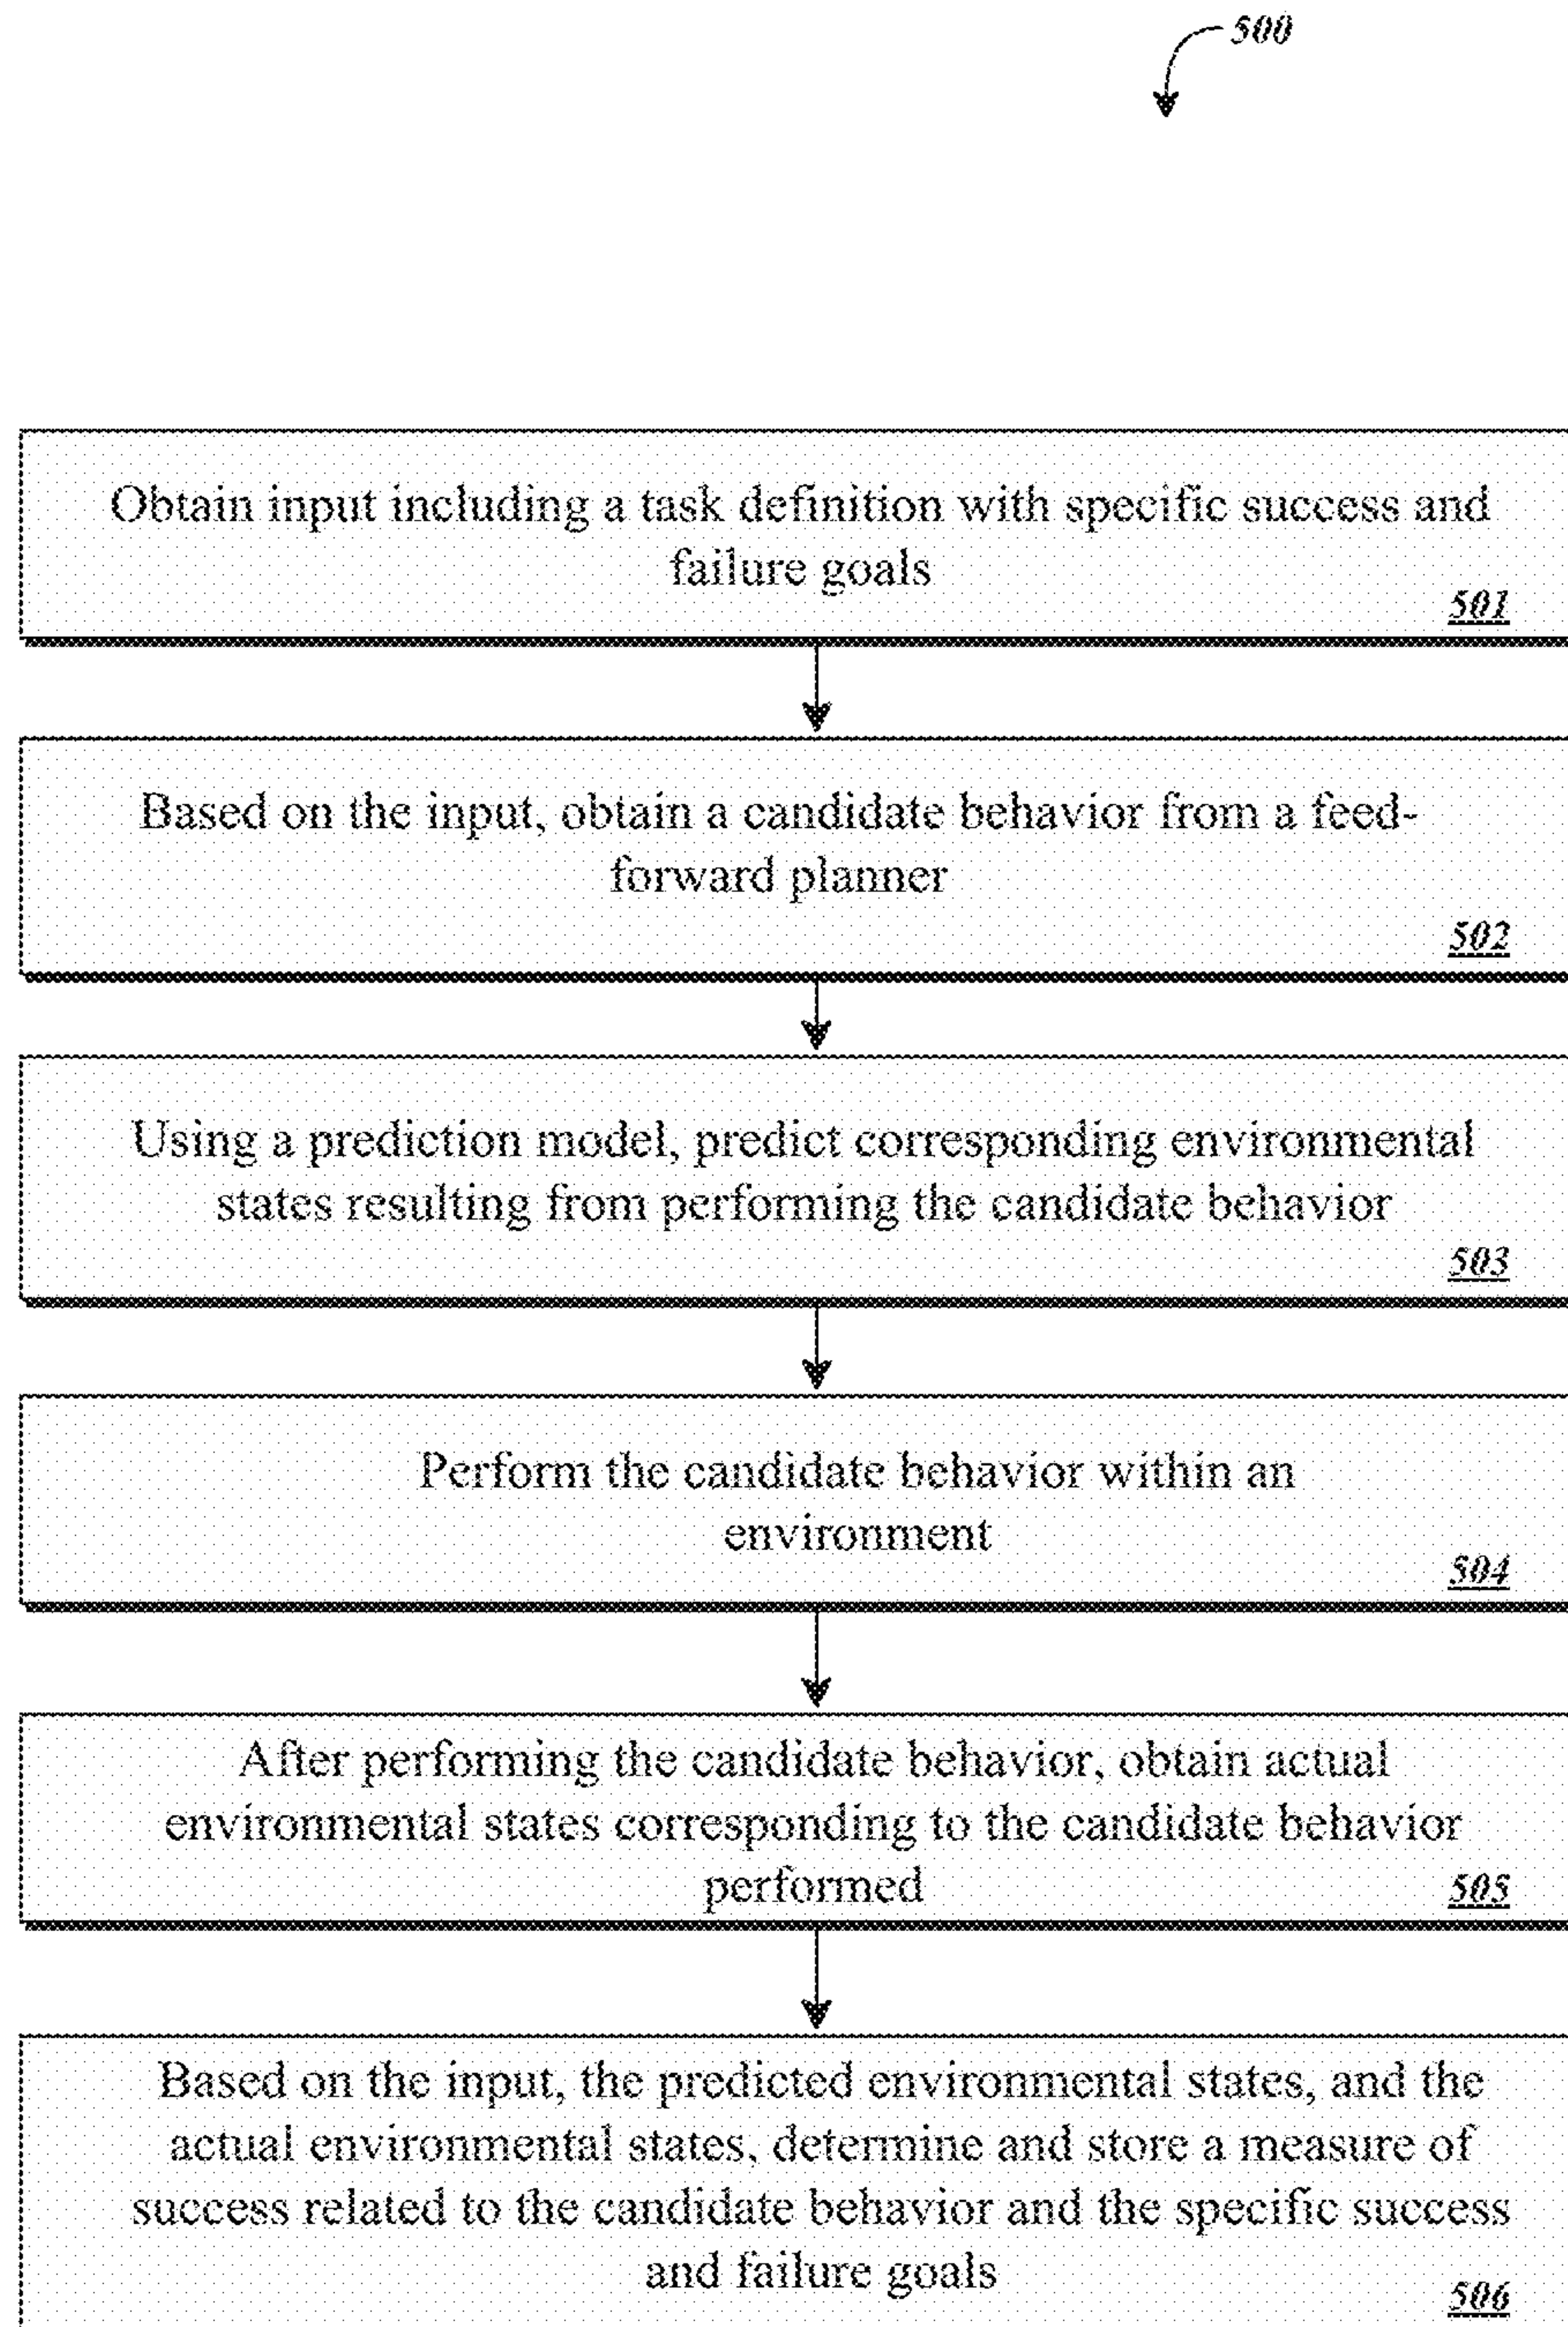 500
Obtain input including a task definition with specific success and
failure goals
501
Based on the input, obtain a candidate behavior from a feed-
forward planner
502
Using a prediction model, predict corresponding environmental
states resulting from performing the candidate behavior
503
Perform the candidate behavior within an
environment
504
After performing the candidate behavior, obtain actual
environmental states corresponding to the candidate behavior
performed
505
Based on the input, the predicted environmental states, and the
actual environmental states, determine and store a measure of
success related to the candidate behavior and the specific success
and failure goals
506